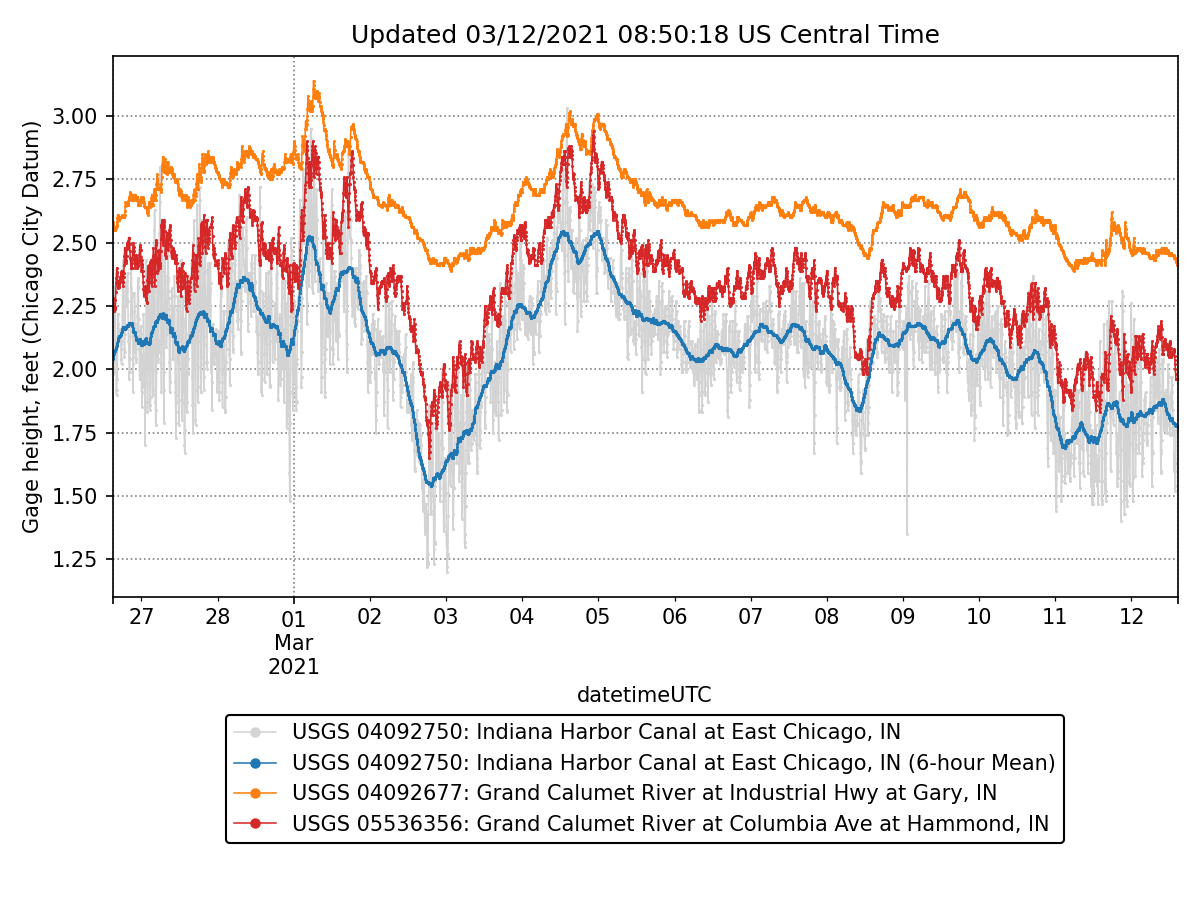 Updated 03/12/2021 08:50:18 US Central Time
Gage height, feet (Chicago City Datum)
3.00
2.75
2.50
2.25
2.00
1.75
1.50
1.25
27 28 01 02 03 04 05 06 07 08 09 10 11 12
Mar
2021
datetimeUTC
USGS 04092750: Indiana Harbor Canal at East Chicago, IN
USGS 04092750: Indiana Harbor Canal at East Chicago, IN (6-hour Mean)
USGS 04092677: Grand Calumet River at Industrial Hwy at Gary, IN
USGS 05536356: Grand Calumet River at Columbia Ave at Hammond, IN